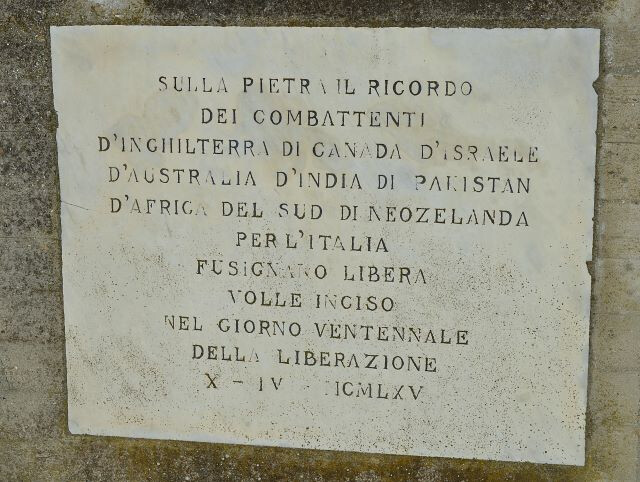 SULLA PIETRA IL RICORDO
DEI COMBATTENTI
D'INGHILTERRA DI CANADA D'ISRAELE
D'AUSTRALIA D'INDIA DI PAKISTAN
D'AFRICA DEL SUD DI NEOZELANDA
PER L'ITALIA
FUSIGNANO LIBERA
VOLLE INCISO
NEL GIORNO VENTENNALE
DELLA LIBERAZIONE
X - IV - MCMLXV